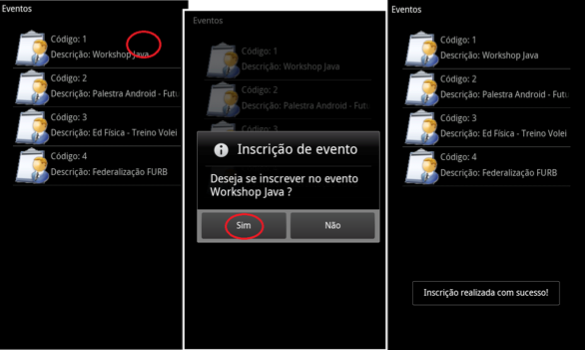 Eventos
Código: 1
Descrição: Workshop Java
Código: 2
Descrição: Palestra Android - Futu
Código: 3
Descrição: Ed Física - Treino Volei
Código: 4
Descrição: Federalização FURB
Eventos
Código: 1
Descrição: Workshop Java
Código: 2
Descrição: Palestra Android - Futu
Código: 3
Inscrição de evento
Deseja se inscrever no evento
Workshop Java ?
Sim
Não
Eventos
Código: 1
Descrição: Workshop Java
Código: 2
Descrição: Palestra Android - Futu
Código: 3
Descrição: Ed Física - Treino Volei
Código: 4
Descrição: Federalização FURB
Inscrição realizada com sucesso!